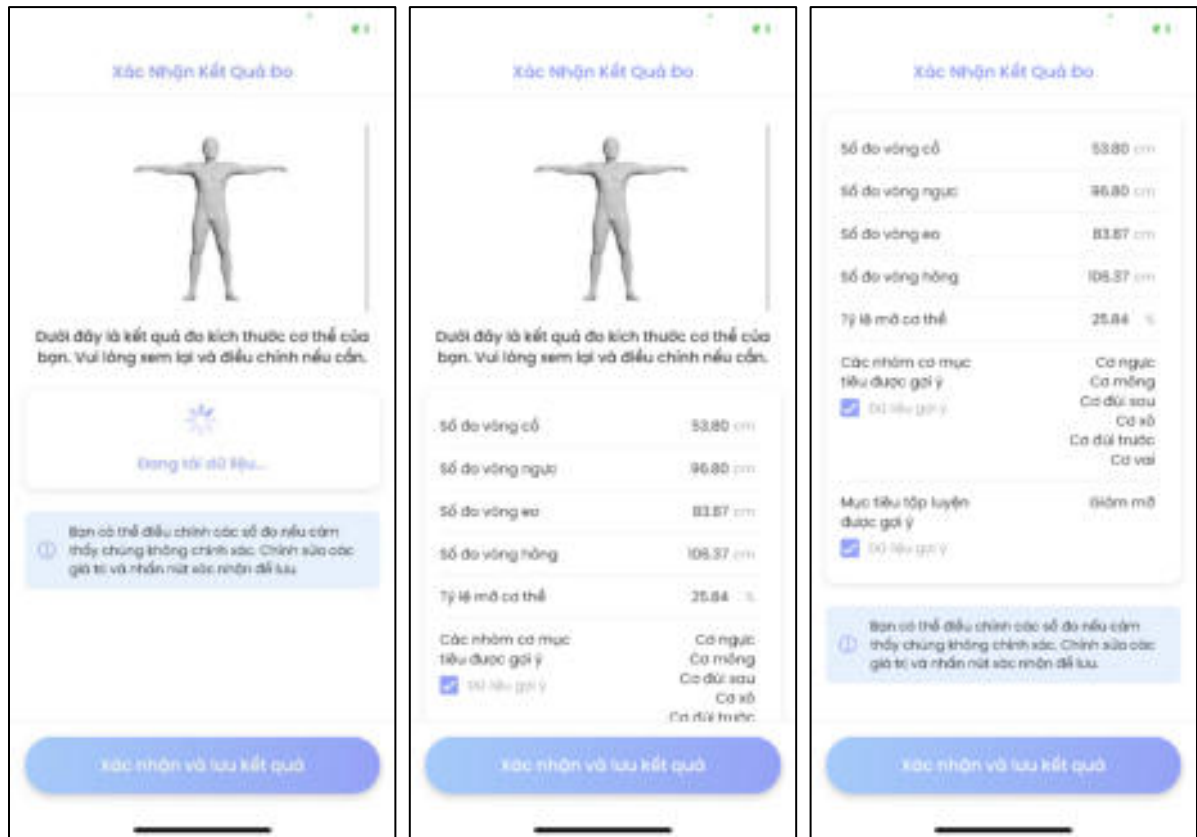 Xác Nhận Kết Quả Đo
Dưới đây là kết quả đo kích thước cơ thể của
bạn. Vui lòng xem lại và điều chỉnh nếu cần.
Đang tải dữ liệu...
Bạn có thể điều chỉnh các số đo nếu cảm
thấy chúng không chính xác. Chỉnh sửa các
giá trị và nhấn nút xác nhận để lưu.
Xác nhận và lưu kết quả
Xác Nhận Kết Quả Đo
Dưới đây là kết quả đo kích thước cơ thể của
bạn. Vui lòng xem lại và điều chỉnh nếu cần.
Số đo vòng cổ 53.80 cm
Số đo vòng ngực 96.80 cm
Số đo vòng eo 83.87 cm
Số đo vòng hông 106.37 cm
Tỷ lệ mỡ cơ thể 25.84 %
Các nhóm cơ mục Cơ ngực
tiêu được gợi ý Cơ mông
Dữ liệu gợi ý Cơ đùi sau
Cơ xô
Cơ đùi trước
Xác nhận và lưu kết quả
Xác Nhận Kết Quả Đo
Số đo vòng cổ 53.80 cm
Số đo vòng ngực 96.80 cm
Số đo vòng eo 83.87 cm
Số đo vòng hông 106.37 cm
Tỷ lệ mỡ cơ thể 25.84 %
Các nhóm cơ mục Cơ ngực
tiêu được gợi ý Cơ mông
Dữ liệu gợi ý Cơ đùi sau
Cơ xô
Cơ đùi trước
Cơ vai
Mục tiêu tập luyện Giảm mỡ
được gợi ý
Dữ liệu gợi ý
Bạn có thể điều chỉnh các số đo nếu cảm
thấy chúng không chính xác. Chỉnh sửa các
giá trị và nhấn nút xác nhận để lưu.
Xác nhận và lưu kết quả